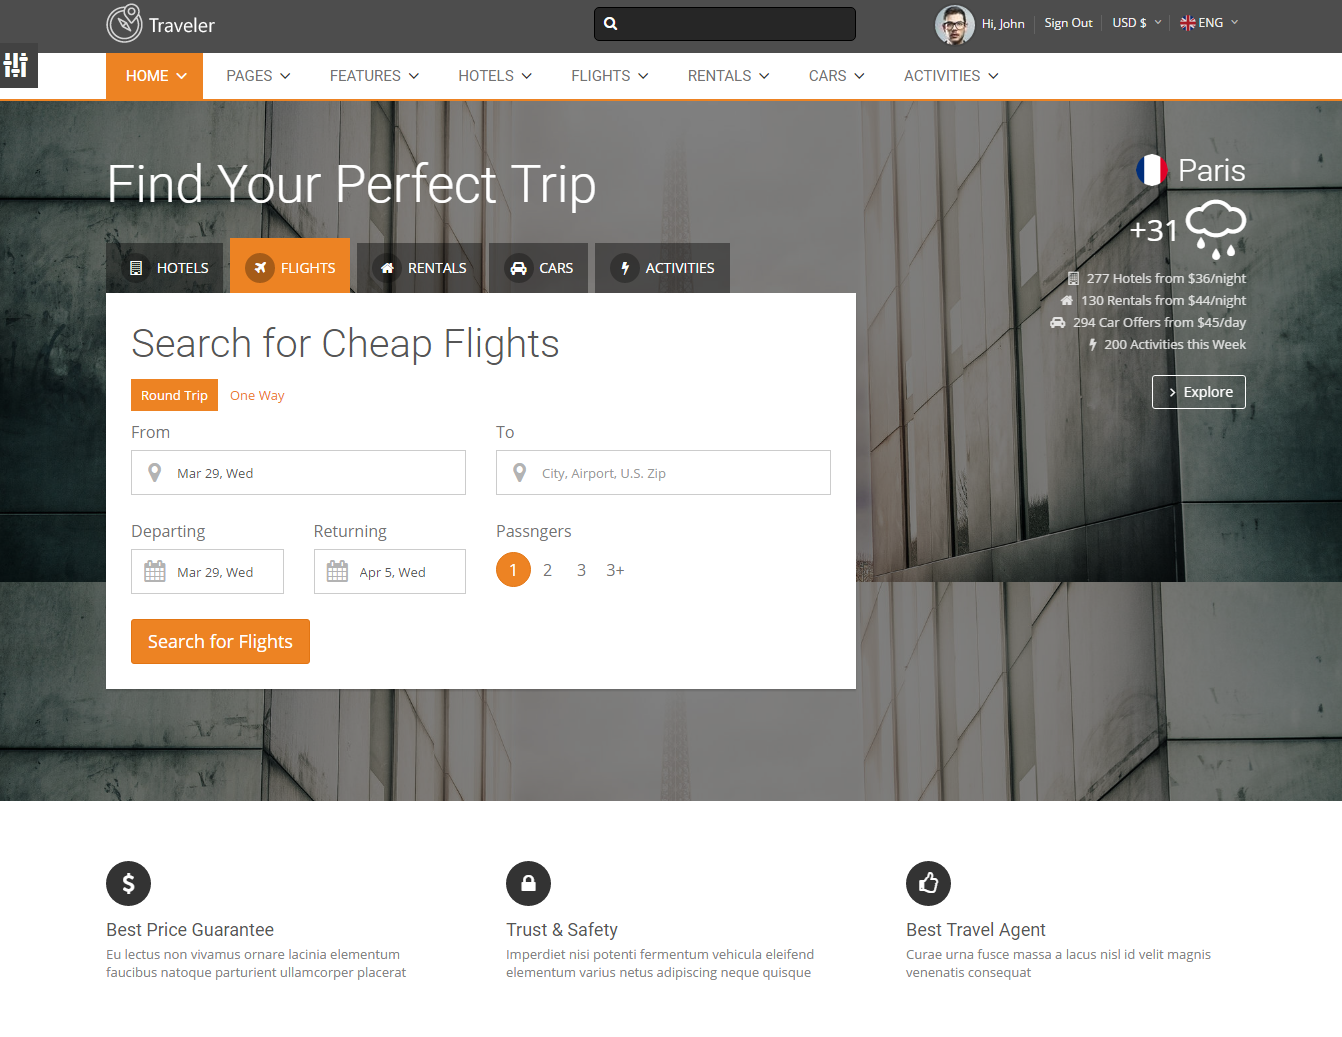 Traveler
Hi, John
Sign Out
USD $
ENG
HOME
PAGES
FEATURES
HOTELS
FLIGHTS
RENTALS
CARS
ACTIVITIES
Find Your Perfect Trip
HOTELS
FLIGHTS
RENTALS
CARS
ACTIVITIES
Search for Cheap Flights
Round Trip
One Way
From
To
Mar 29, Wed
City, Airport, U.S. Zip
Departing
Returning
Passngers
Mar 29, Wed
Apr 5, Wed
1
2
3
3+
Search for Flights
Paris
+31
277 Hotels from $36/night
130 Rentals from $44/night
294 Car Offers from $45/day
200 Activities this Week
Explore
Best Price Guarantee
Eu lectus non vivamus ornare lacinia elementum
faucibus natoque parturient ullamcorper placerat
Trust & Safety
Imperdiet nisi potenti fermentum vehicula eleifend
elementum varius netus adipiscing neque quisque
Best Travel Agent
Curae urna fusce massa a lacus nisl id velit magnis
venenatis consequat